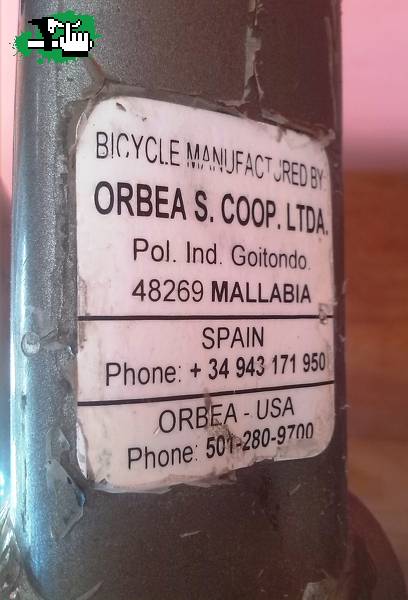 BICYCLE MANUFACTURED BY:
ORBEA S. COOP. LTDA.
Pol. Ind. Goitondo.
48269 MALLABIA
SPAIN
Phone: + 34 943 171 950
ORBEA - USA
Phone: 501-280-9700